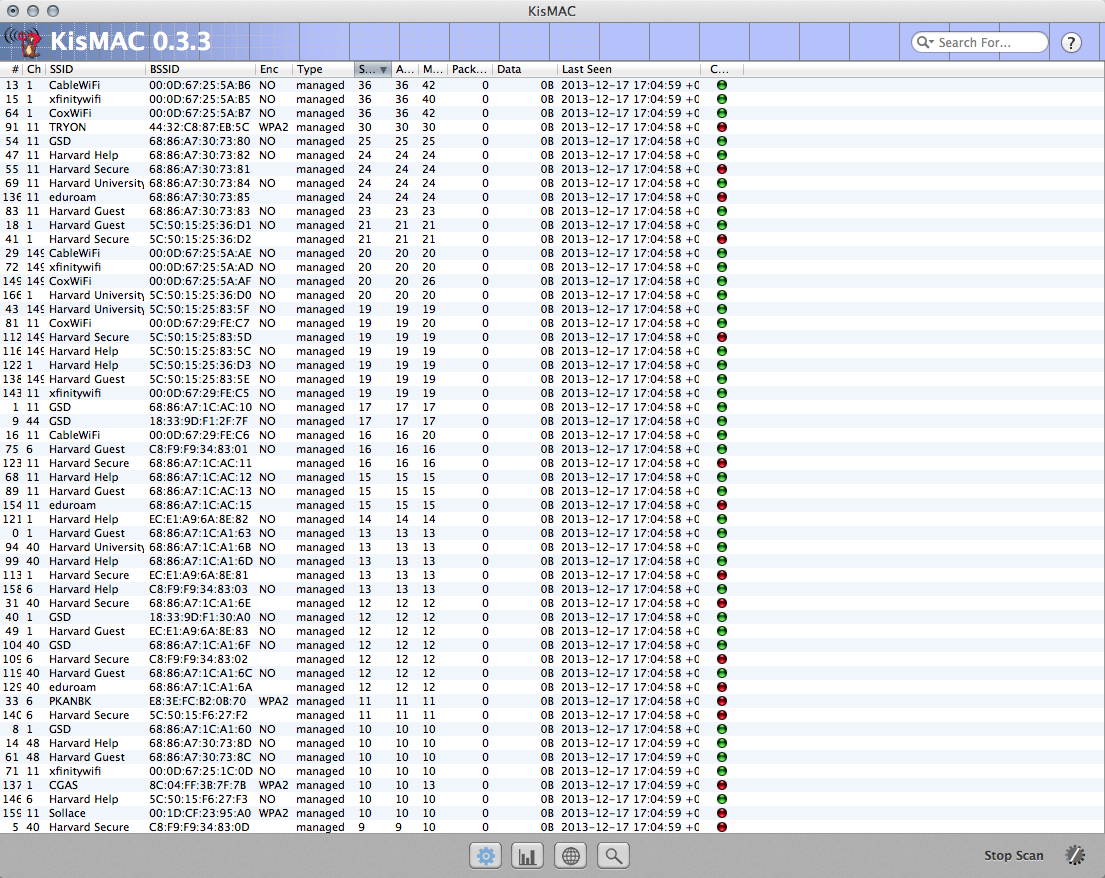 KisMAC
KisMAC 0.3.3
Search For...
?
# Ch SSID BSSID Enc Type S... A... M... Pack... Data Last Seen C...
13 1 CableWiFi 00:0D:67:25:5A:B6 NO managed 36 36 42 0 0B 2013-12-17 17:04:59 +0
15 1 xfinitywifi 00:0D:67:25:5A:B5 NO managed 36 36 40 0 0B 2013-12-17 17:04:59 +0
64 1 CoxWiFi 00:0D:67:25:5A:B7 NO managed 36 36 42 0 0B 2013-12-17 17:04:59 +0
91 11 TRYON 44:32:C8:87:EB:5C WPA2 managed 30 30 30 0 0B 2013-12-17 17:04:58 +0
54 11 GSD 68:86:A7:30:73:80 NO managed 25 25 25 0 0B 2013-12-17 17:04:58 +0
47 11 Harvard Help 68:86:A7:30:73:82 NO managed 24 24 24 0 0B 2013-12-17 17:04:58 +0
55 11 Harvard Secure 68:86:A7:30:73:81 managed 24 24 24 0 0B 2013-12-17 17:04:58 +0
69 11 Harvard University 68:86:A7:30:73:84 NO managed 24 24 24 0 0B 2013-12-17 17:04:58 +0
136 11 eduroam 68:86:A7:30:73:85 managed 24 24 24 0 0B 2013-12-17 17:04:58 +0
83 11 Harvard Guest 68:86:A7:30:73:83 NO managed 23 23 23 0 0B 2013-12-17 17:04:58 +0
18 1 Harvard Guest 5C:50:15:25:36:D1 NO managed 21 21 21 0 0B 2013-12-17 17:04:58 +0
41 1 Harvard Secure 5C:50:15:25:36:D2 managed 21 21 21 0 0B 2013-12-17 17:04:58 +0
29 149 CableWiFi 00:0D:67:25:5A:AE NO managed 20 20 20 0 0B 2013-12-17 17:04:58 +0
72 149 xfinitywifi 00:0D:67:25:5A:AD NO managed 20 20 20 0 0B 2013-12-17 17:04:58 +0
149 149 CoxWiFi 00:0D:67:25:5A:AF NO managed 20 20 26 0 0B 2013-12-17 17:04:58 +0
166 1 Harvard University 5C:50:15:25:36:D0 NO managed 20 20 20 0 0B 2013-12-17 17:04:58 +0
43 149 Harvard University 5C:50:15:25:83:5F NO managed 19 19 19 0 0B 2013-12-17 17:04:58 +0
81 11 CoxWiFi 00:0D:67:29:FE:C7 NO managed 19 19 20 0 0B 2013-12-17 17:04:58 +0
112 149 Harvard Secure 5C:50:15:25:83:5D managed 19 19 19 0 0B 2013-12-17 17:04:58 +0
116 149 Harvard Help 5C:50:15:25:83:5C NO managed 19 19 19 0 0B 2013-12-17 17:04:58 +0
122 1 Harvard Help 5C:50:15:25:36:D3 NO managed 19 19 19 0 0B 2013-12-17 17:04:58 +0
138 149 Harvard Guest 5C:50:15:25:83:5E NO managed 19 19 19 0 0B 2013-12-17 17:04:58 +0
143 11 xfinitywifi 00:0D:67:29:FE:C5 NO managed 19 19 19 0 0B 2013-12-17 17:04:58 +0
1 11 GSD 68:86:A7:1C:AC:10 NO managed 17 17 17 0 0B 2013-12-17 17:04:58 +0
9 44 GSD 18:33:9D:F1:2F:7F NO managed 17 17 17 0 0B 2013-12-17 17:04:58 +0
16 11 CableWiFi 00:0D:67:29:FE:C6 NO managed 16 16 20 0 0B 2013-12-17 17:04:58 +0
75 6 Harvard Guest C8:F9:F9:34:83:01 NO managed 16 16 16 0 0B 2013-12-17 17:04:58 +0
123 11 Harvard Secure 68:86:A7:1C:AC:11 managed 16 16 16 0 0B 2013-12-17 17:04:58 +0
68 11 Harvard Help 68:86:A7:1C:AC:12 NO managed 15 15 15 0 0B 2013-12-17 17:04:58 +0
89 11 Harvard Guest 68:86:A7:1C:AC:13 NO managed 15 15 15 0 0B 2013-12-17 17:04:58 +0
154 11 eduroam 68:86:A7:1C:AC:15 managed 15 15 15 0 0B 2013-12-17 17:04:58 +0
121 1 Harvard Help EC:E1:A9:6A:8E:82 NO managed 14 14 14 0 0B 2013-12-17 17:04:58 +0
0 1 Harvard Guest 68:86:A7:1C:A1:63 NO managed 13 13 13 0 0B 2013-12-17 17:04:58 +0
94 40 Harvard University 68:86:A7:1C:A1:6B NO managed 13 13 13 0 0B 2013-12-17 17:04:58 +0
99 40 Harvard Help 68:86:A7:1C:A1:6D NO managed 13 13 13 0 0B 2013-12-17 17:04:58 +0
113 1 Harvard Secure EC:E1:A9:6A:8E:81 managed 13 13 13 0 0B 2013-12-17 17:04:58 +0
158 6 Harvard Help C8:F9:F9:34:83:03 NO managed 13 13 13 0 0B 2013-12-17 17:04:58 +0
31 40 Harvard Secure 68:86:A7:1C:A1:6E managed 12 12 12 0 0B 2013-12-17 17:04:58 +0
40 1 GSD 18:33:9D:F1:30:A0 NO managed 12 12 12 0 0B 2013-12-17 17:04:58 +0
49 1 Harvard Guest EC:E1:A9:6A:8E:83 NO managed 12 12 12 0 0B 2013-12-17 17:04:58 +0
104 40 GSD 68:86:A7:1C:A1:6F NO managed 12 12 12 0 0B 2013-12-17 17:04:58 +0
109 6 Harvard Secure C8:F9:F9:34:83:02 managed 12 12 12 0 0B 2013-12-17 17:04:58 +0
119 40 Harvard Guest 68:86:A7:1C:A1:6C NO managed 12 12 12 0 0B 2013-12-17 17:04:58 +0
129 40 eduroam 68:86:A7:1C:A1:6A managed 12 12 12 0 0B 2013-12-17 17:04:58 +0
33 6 PKANBK E8:3E:FC:B2:0B:70 WPA2 managed 11 11 11 0 0B 2013-12-17 17:04:58 +0
140 6 Harvard Secure 5C:50:15:F6:27:F2 managed 11 11 11 0 0B 2013-12-17 17:04:58 +0
8 1 GSD 68:86:A7:1C:A1:60 NO managed 10 10 10 0 0B 2013-12-17 17:04:58 +0
14 48 Harvard Help 68:86:A7:30:73:8D NO managed 10 10 10 0 0B 2013-12-17 17:04:59 +0
61 48 Harvard Guest 68:86:A7:30:73:8C NO managed 10 10 10 0 0B 2013-12-17 17:04:59 +0
71 11 xfinitywifi 00:0D:67:25:1C:0D NO managed 10 10 10 0 0B 2013-12-17 17:04:59 +0
137 1 CGAS 8C:04:FF:3B:7F:7B WPA2 managed 10 10 13 0 0B 2013-12-17 17:04:58 +0
146 6 Harvard Help 5C:50:15:F6:27:F3 NO managed 10 10 10 0 0B 2013-12-17 17:04:58 +0
159 11 Sollace 00:1D:CF:23:95:A0 WPA2 managed 10 10 10 0 0B 2013-12-17 17:04:58 +0
5 40 Harvard Secure C8:F9:F9:34:83:0D managed 9 9 10 0 0B 2013-12-17 17:04:59 +0
Stop Scan